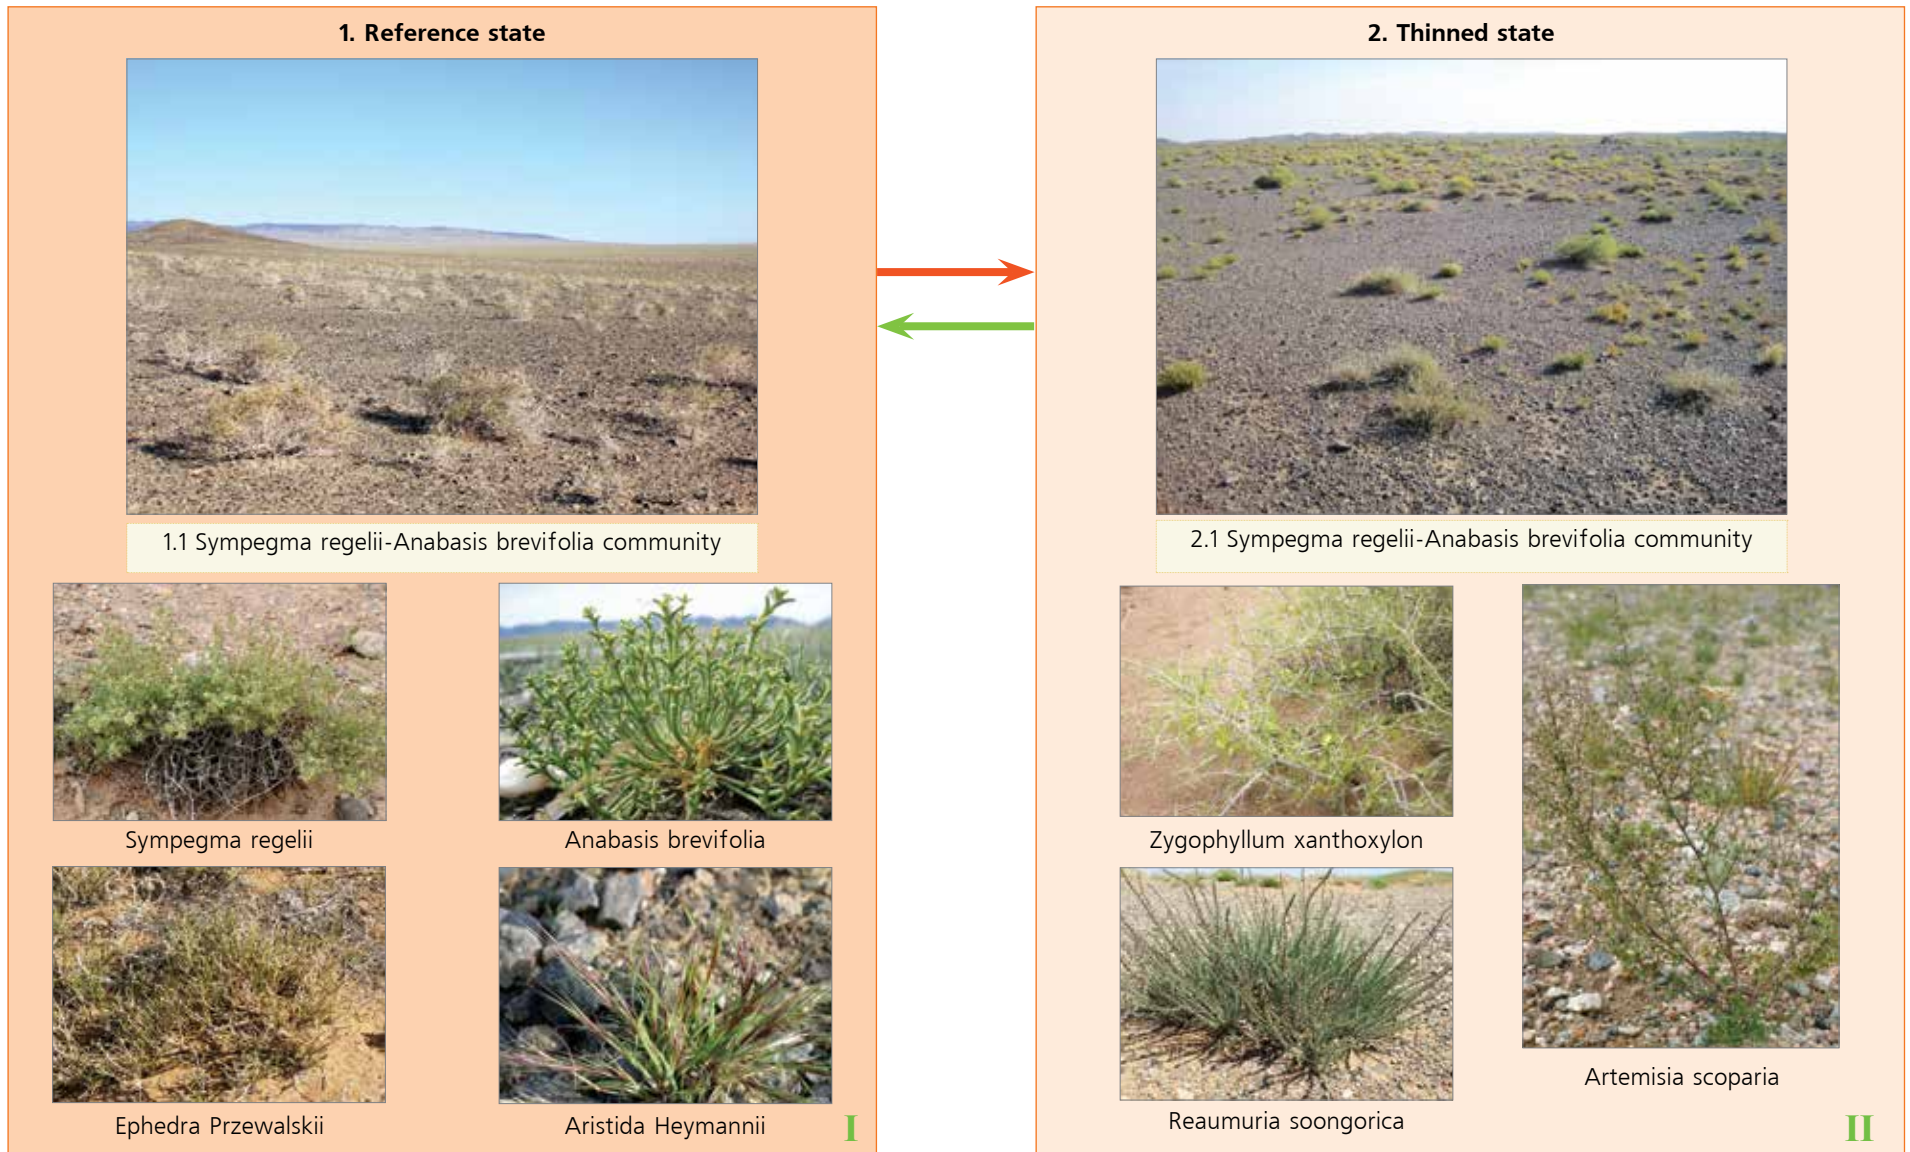 1. Reference state
1.1 Sympegma regelii-Anabasis brevifolia community
Sympegma regelii
Anabasis brevifolia
Ephedra Przewalskii
Aristida Heymannii
I
2. Thinned state
2.1 Sympegma regelii-Anabasis brevifolia community
Zygophyllum xanthoxylon
Reaumuria soongorica
Artemisia scoparia
II